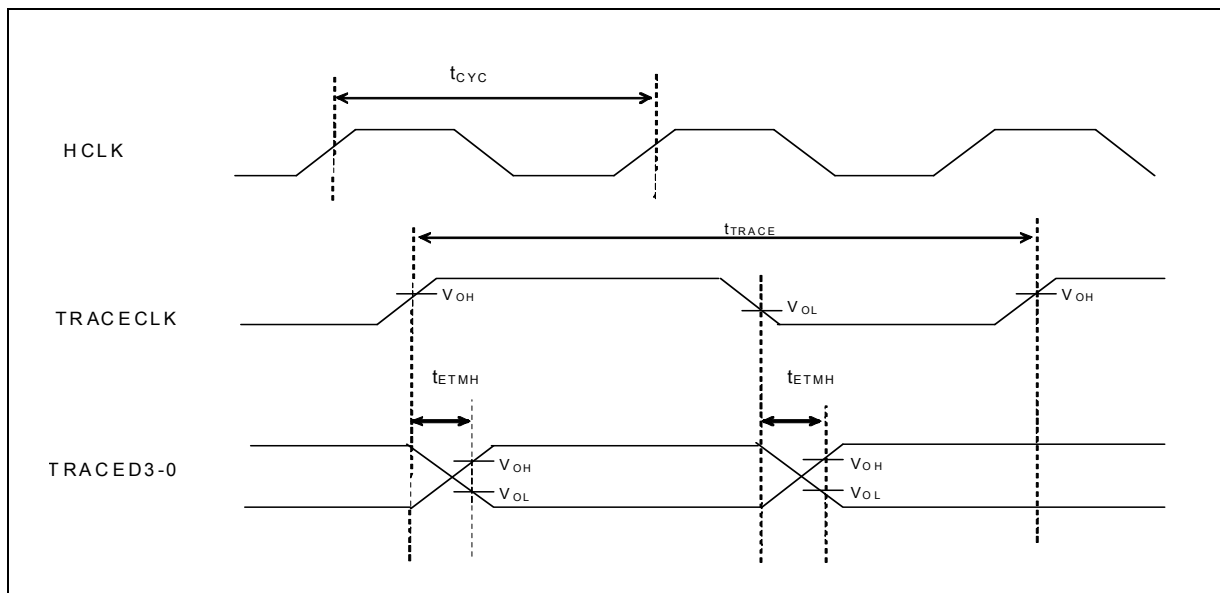 tCYC
HCLK
tTRACE
VOH
VOL
VOH
TRACECLK
tETMH
tETMH
TRACED3-0
VOH
VOH
VOL
VOL